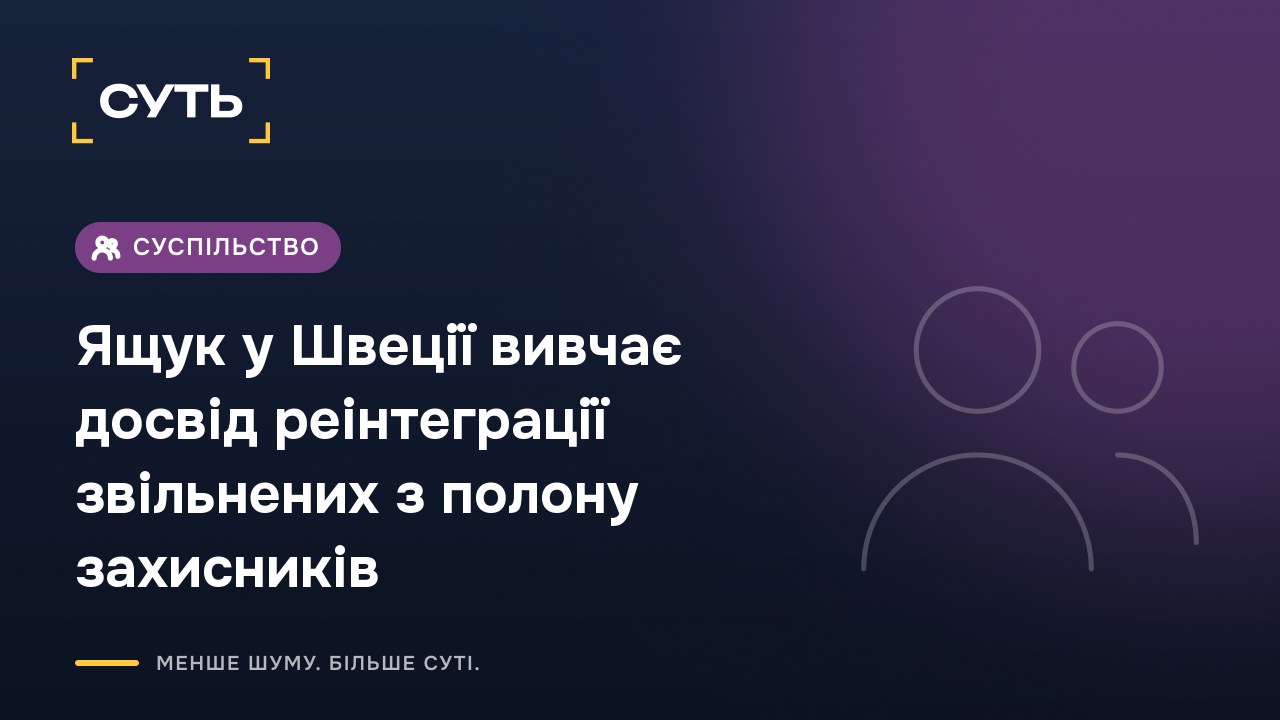 СУТЬ
СУСПІЛЬСТВО
Ящук у Швеції вивчає
досвід реінтеграції
звільнених з полону
захисників
МЕНШЕ ШУМУ. БІЛЬШЕ СУТІ.